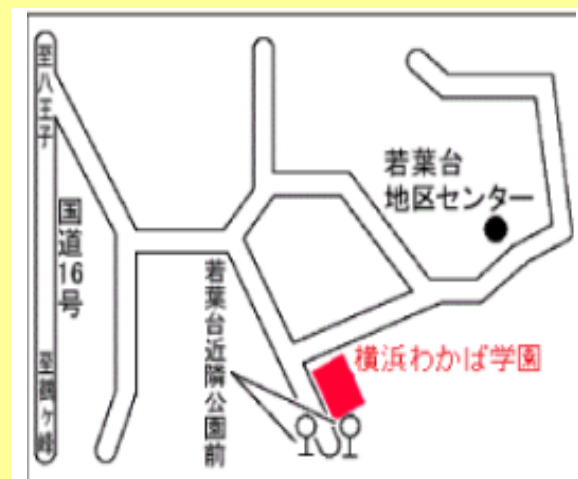 至八王子
国道16号
至鶴ヶ峰
若葉台
地区センター
若葉台近隣公園前
横浜わかば学園